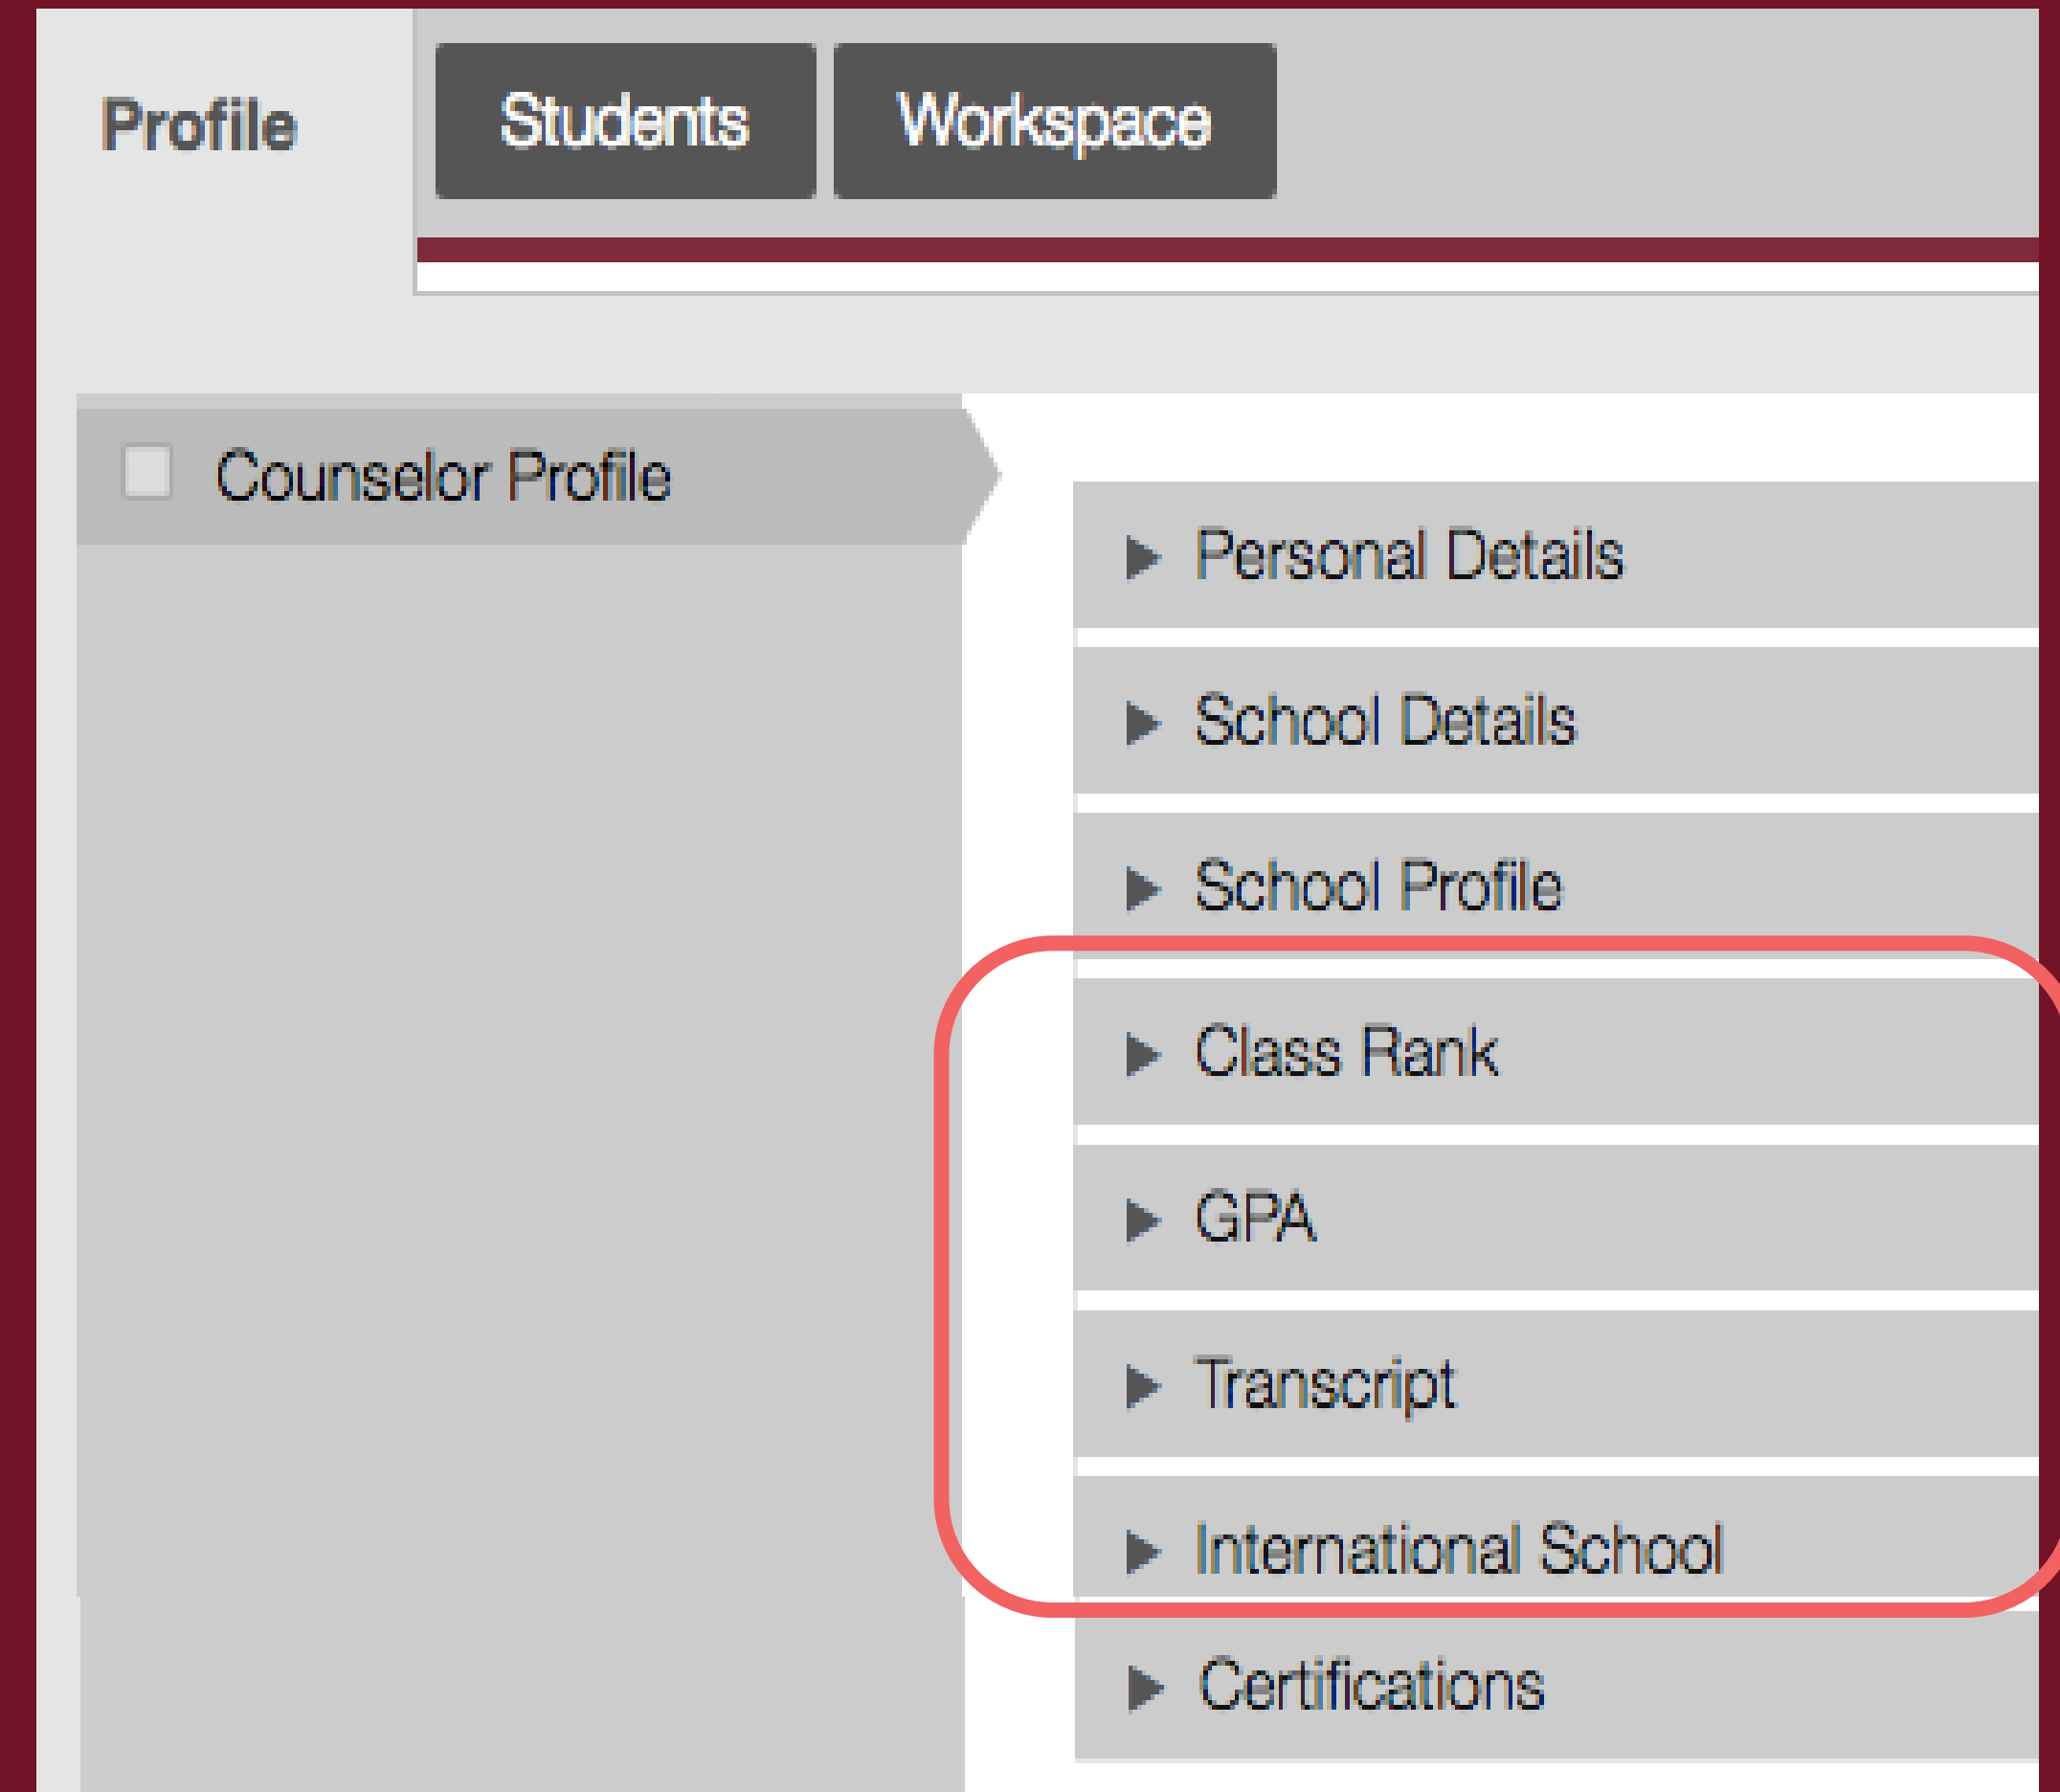 Profile Students Workspace
Counselor Profile
Personal Details
School Details
School Profile
Class Rank
GPA
Transcript
International School
Certifications